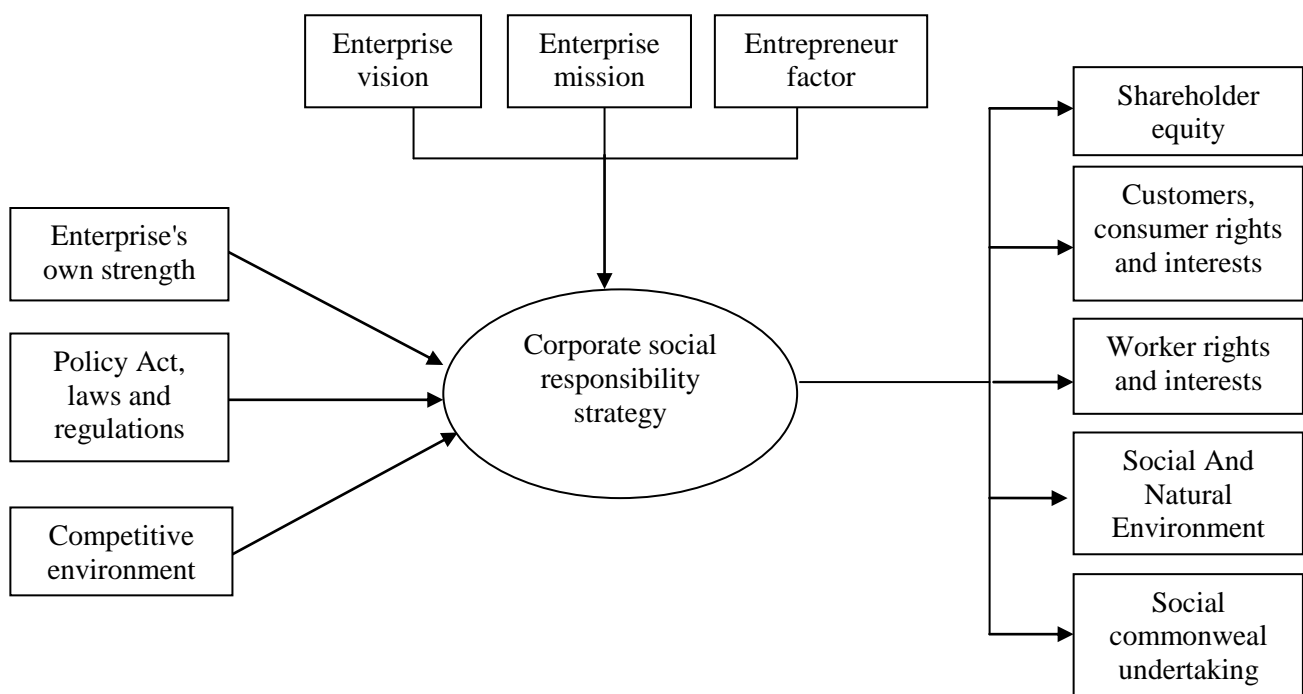 Enterprise
vision
Enterprise
mission
Entrepreneur
factor
Shareholder
equity
Customers,
consumer rights
and interests
Enterprise's
own strength
Policy Act,
laws and
regulations
Corporate social
responsibility
strategy
Worker rights
and interests
Social And
Natural
Environment
Competitive
environment
Social
commonweal
undertaking